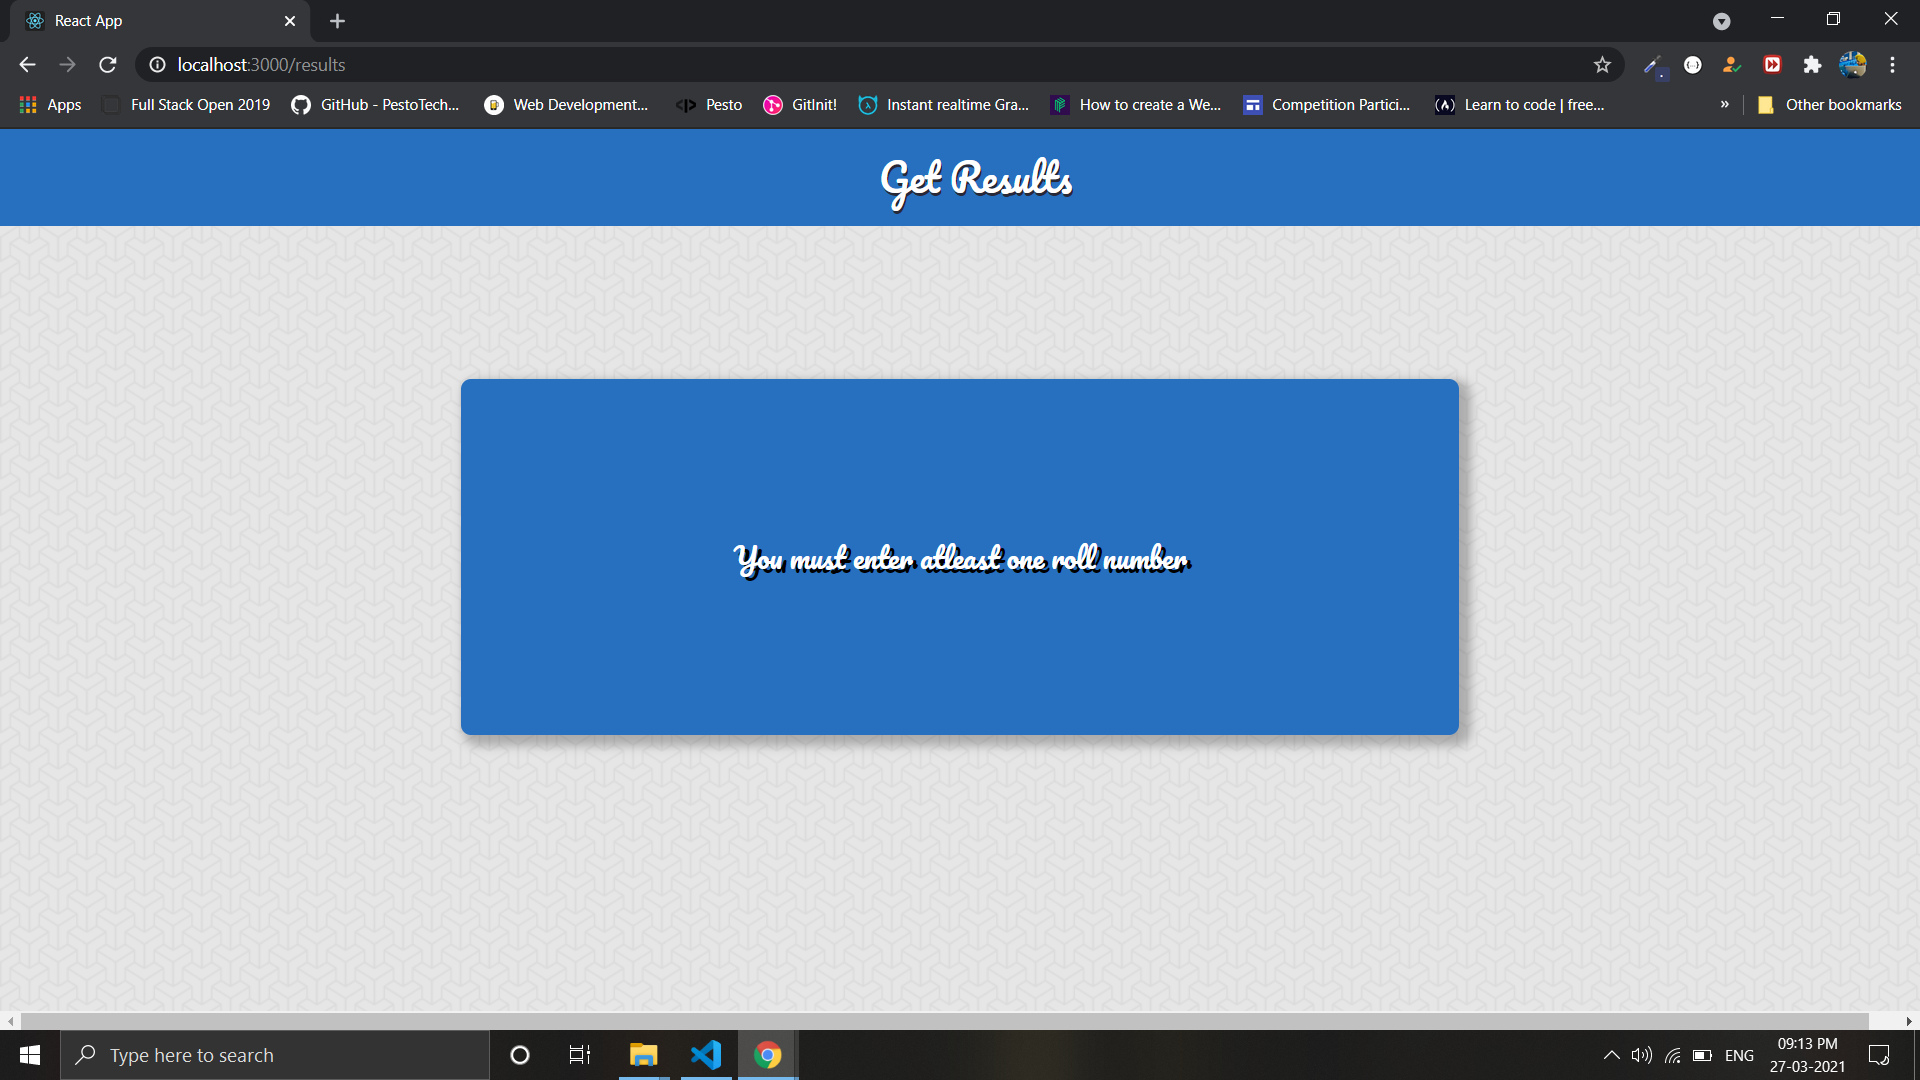 React App
localhost:3000/results
Apps Full Stack Open 2019 GitHub - PestoTech... Web Development... Pesto GitInit! Instant realtime Gra... How to create a We... Competition Partici... Learn to code | free... » Other bookmarks
Get Results
You must enter atleast one roll number
Type here to search
ENG
09:13 PM
27-03-2021